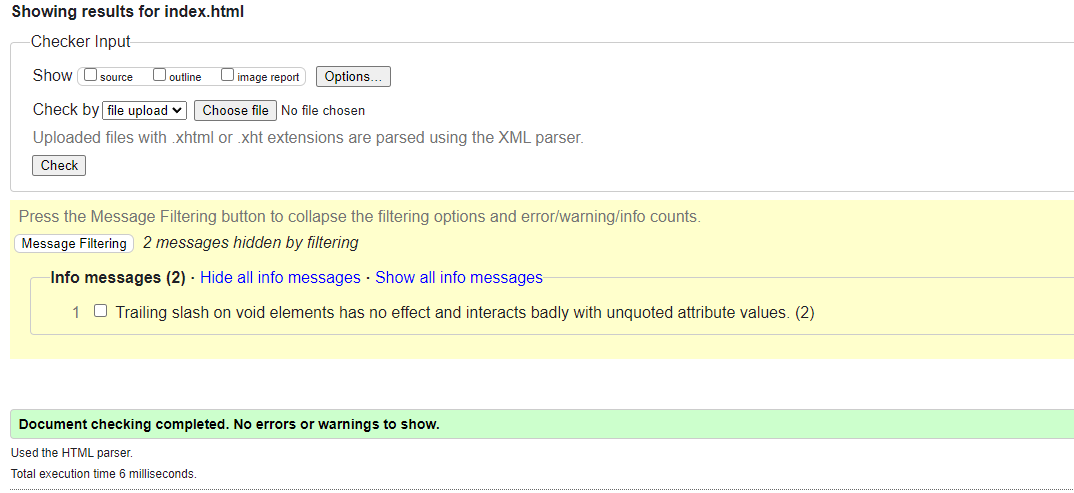 Showing results for index.html
Checker Input
Show source outline image report Options...
Check by file upload Choose file No file chosen
Uploaded files with .xhtml or .xht extensions are parsed using the XML parser.
Check
Press the Message Filtering button to collapse the filtering options and error/warning/info counts.
Message Filtering 2 messages hidden by filtering
Info messages (2) · Hide all info messages · Show all info messages
1 Trailing slash on void elements has no effect and interacts badly with unquoted attribute values. (2)
Document checking completed. No errors or warnings to show.
Used the HTML parser.
Total execution time 6 milliseconds.